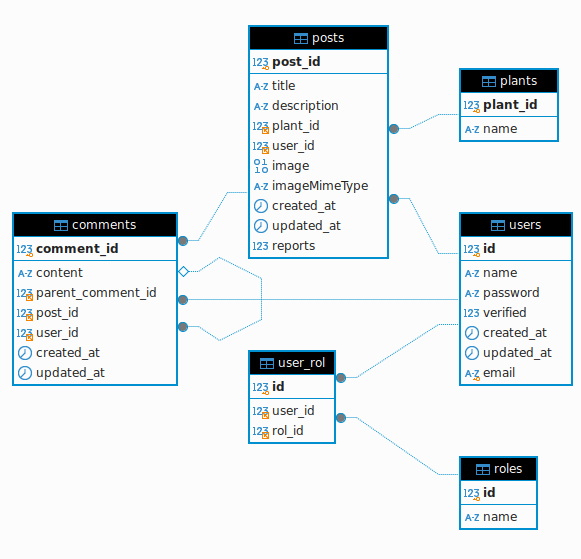 posts
123 post_id
A-Z title
A-Z description
123 plant_id
123 user_id
010 image
A-Z imageMimeType
created_at
updated_at
123 reports
plants
123 plant_id
A-Z name
comments
123 comment_id
A-Z content
123 parent_comment_id
123 post_id
123 user_id
created_at
updated_at
users
123 id
A-Z name
A-Z password
123 verified
created_at
updated_at
A-Z email
user_rol
123 id
123 user_id
123 rol_id
roles
123 id
A-Z name